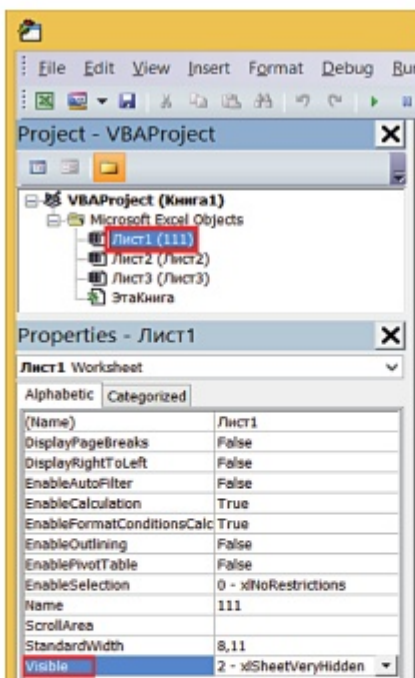 File Edit View Insert Format Debug
Project - VBAProject
VBAProject (Книга1)
Microsoft Excel Objects
Лист1 (111)
Лист2 (Лист2)
Лист3 (Лист3)
ЭтаКнига
Properties - Лист1
Лист1 Worksheet
Alphabetic Categorized
(Name) Лист1
DisplayPageBreaks False
DisplayRightToLeft False
EnableAutoFilter False
EnableCalculation True
EnableFormatConditionsCalc True
EnableOutlining False
EnablePivotTable False
EnableSelection 0 - xlNoRestrictions
Name 111
ScrollArea
StandardWidth 8,11
Visible 2 - xlSheetVeryHidden